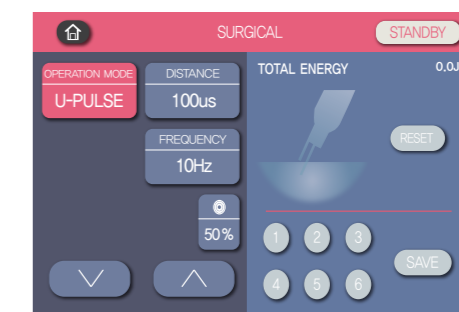 SURGICAL
STANDBY
OPERATION MODE
U-PULSE
DISTANCE
100us
FREQUENCY
10Hz
50%
TOTAL ENERGY
0.0J
RESET
1 2 3
SAVE
4 5 6